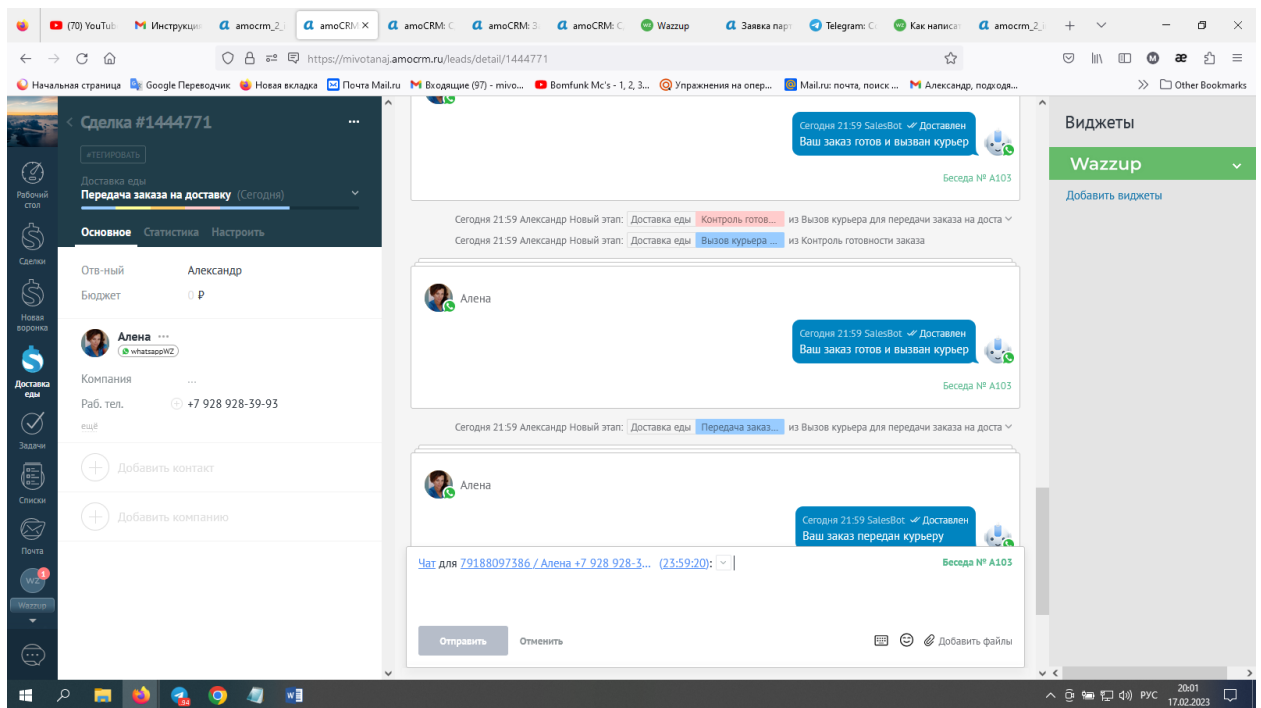 (70) YouTub
Инструкци
amocrm_2_i
amoCRM
amoCRM: С
amoCRM: З
amoCRM: С
Wazzup
Заявка парт
Telegram: Co
Как написат
amocrm_2_i
https://mivotanaj.amocrm.ru/leads/detail/1444771
Начальная страница
Google Переводчик
Новая вкладка
Почта Mail.ru
Входящие (97) - mivo...
Bomfunk Mc's - 1, 2, 3...
Упражнения на опер...
Mail.ru: почта, поиск ...
Александр, подходя...
Other Bookmarks
Рабочий
стол
Сделки
Новая
воронка
Доставка
еды
Задачи
Списки
Почта
WZ 1
Wazzup
Сделка #1444771
#ТЕГИРОВАТЬ
Доставка еды
Передача заказа на доставку (Сегодня)
Основное Статистика Настроить
Отв-ный Александр
Бюджет 0 ₽
Алена ...
whatsappWZ
Компания ...
Раб. тел. +7 928 928-39-93
ещё
Добавить контакт
Добавить компанию
Сегодня 21:59 SalesBot Доставлен
Ваш заказ готов и вызван курьер
Беседа № A103
Сегодня 21:59 Александр Новый этап: Доставка еды Контроль готов... из Вызов курьера для передачи заказа на доста
Сегодня 21:59 Александр Новый этап: Доставка еды Вызов курьера ... из Контроль готовности заказа
Алена
Сегодня 21:59 SalesBot Доставлен
Ваш заказ готов и вызван курьер
Беседа № A103
Сегодня 21:59 Александр Новый этап: Доставка еды Передача заказ... из Вызов курьера для передачи заказа на доста
Алена
Сегодня 21:59 SalesBot Доставлен
Ваш заказ передан курьеру
Чат для 79188097386 / Алена +7 928 928-3... (23:59:20):
Беседа № A103
Отправить Отменить
Добавить файлы
Виджеты
Wazzup
Добавить виджеты
94
РУС
20:01
17.02.2023